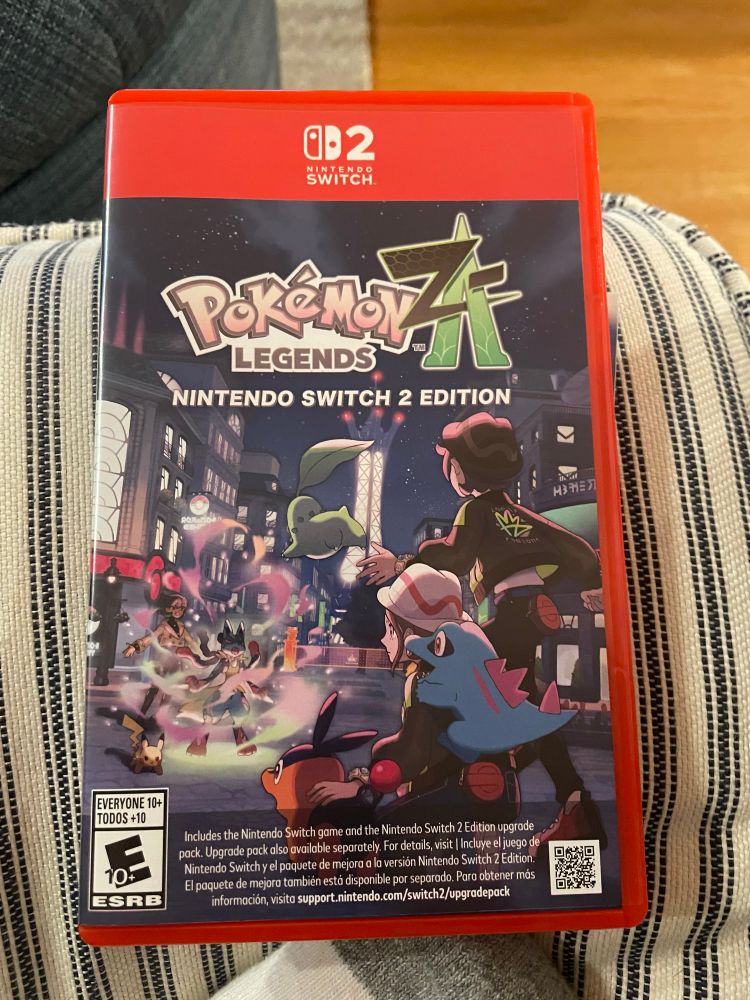 2
NINTENDO
SWITCH™
POKéMON
LEGENDS
ZA™
NINTENDO SWITCH 2 EDITION
EVERYONE 10+
TODOS +10
E
10+
ESRB
Includes the Nintendo Switch game and the Nintendo Switch 2 Edition upgrade
pack. Upgrade pack also available separately. For details, visit | Incluye el juego de
Nintendo Switch y el paquete de mejora a la versión Nintendo Switch 2 Edition.
El paquete de mejora también está disponible por separado. Para obtener más
información, visita support.nintendo.com/switch2/upgradepack